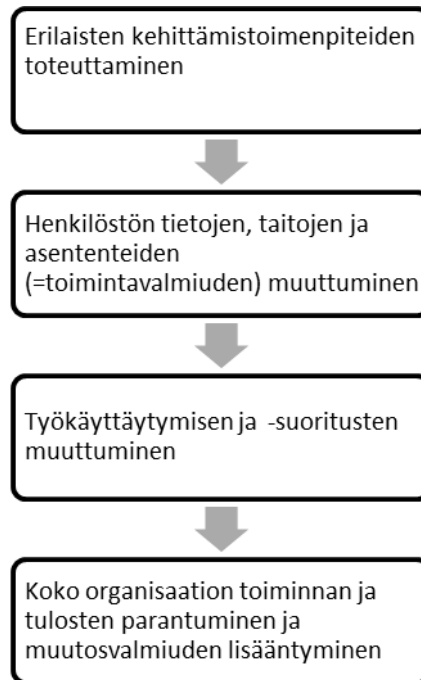 Erilaisten kehittämistoimenpiteiden
toteuttaminen
Henkilöstön tietojen, taitojen ja
asententeiden
(=toimintavalmiuden) muuttuminen
Työkäyttäytymisen ja -suoritusten
muuttuminen
Koko organisaation toiminnan ja
tulosten parantuminen ja
muutosvalmiuden lisääntyminen